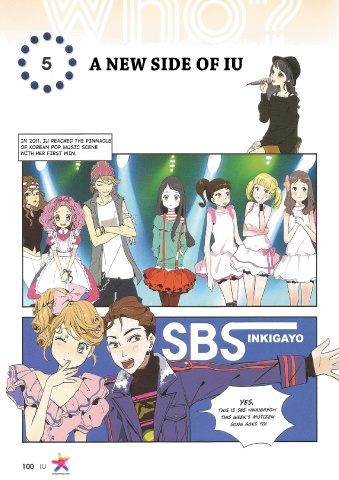 Who?
5
A NEW SIDE OF IU
IN 2011, IU REACHED THE PINNACLE
OF KOREAN POP MUSIC SCENE
WITH HER FIRST WIN.
SBS INKIGAYO
YES,
THIS IS SBS <INKIGAYO>!
THIS WEEK'S MUTIZEN
SONG GOES TO!
100 IU